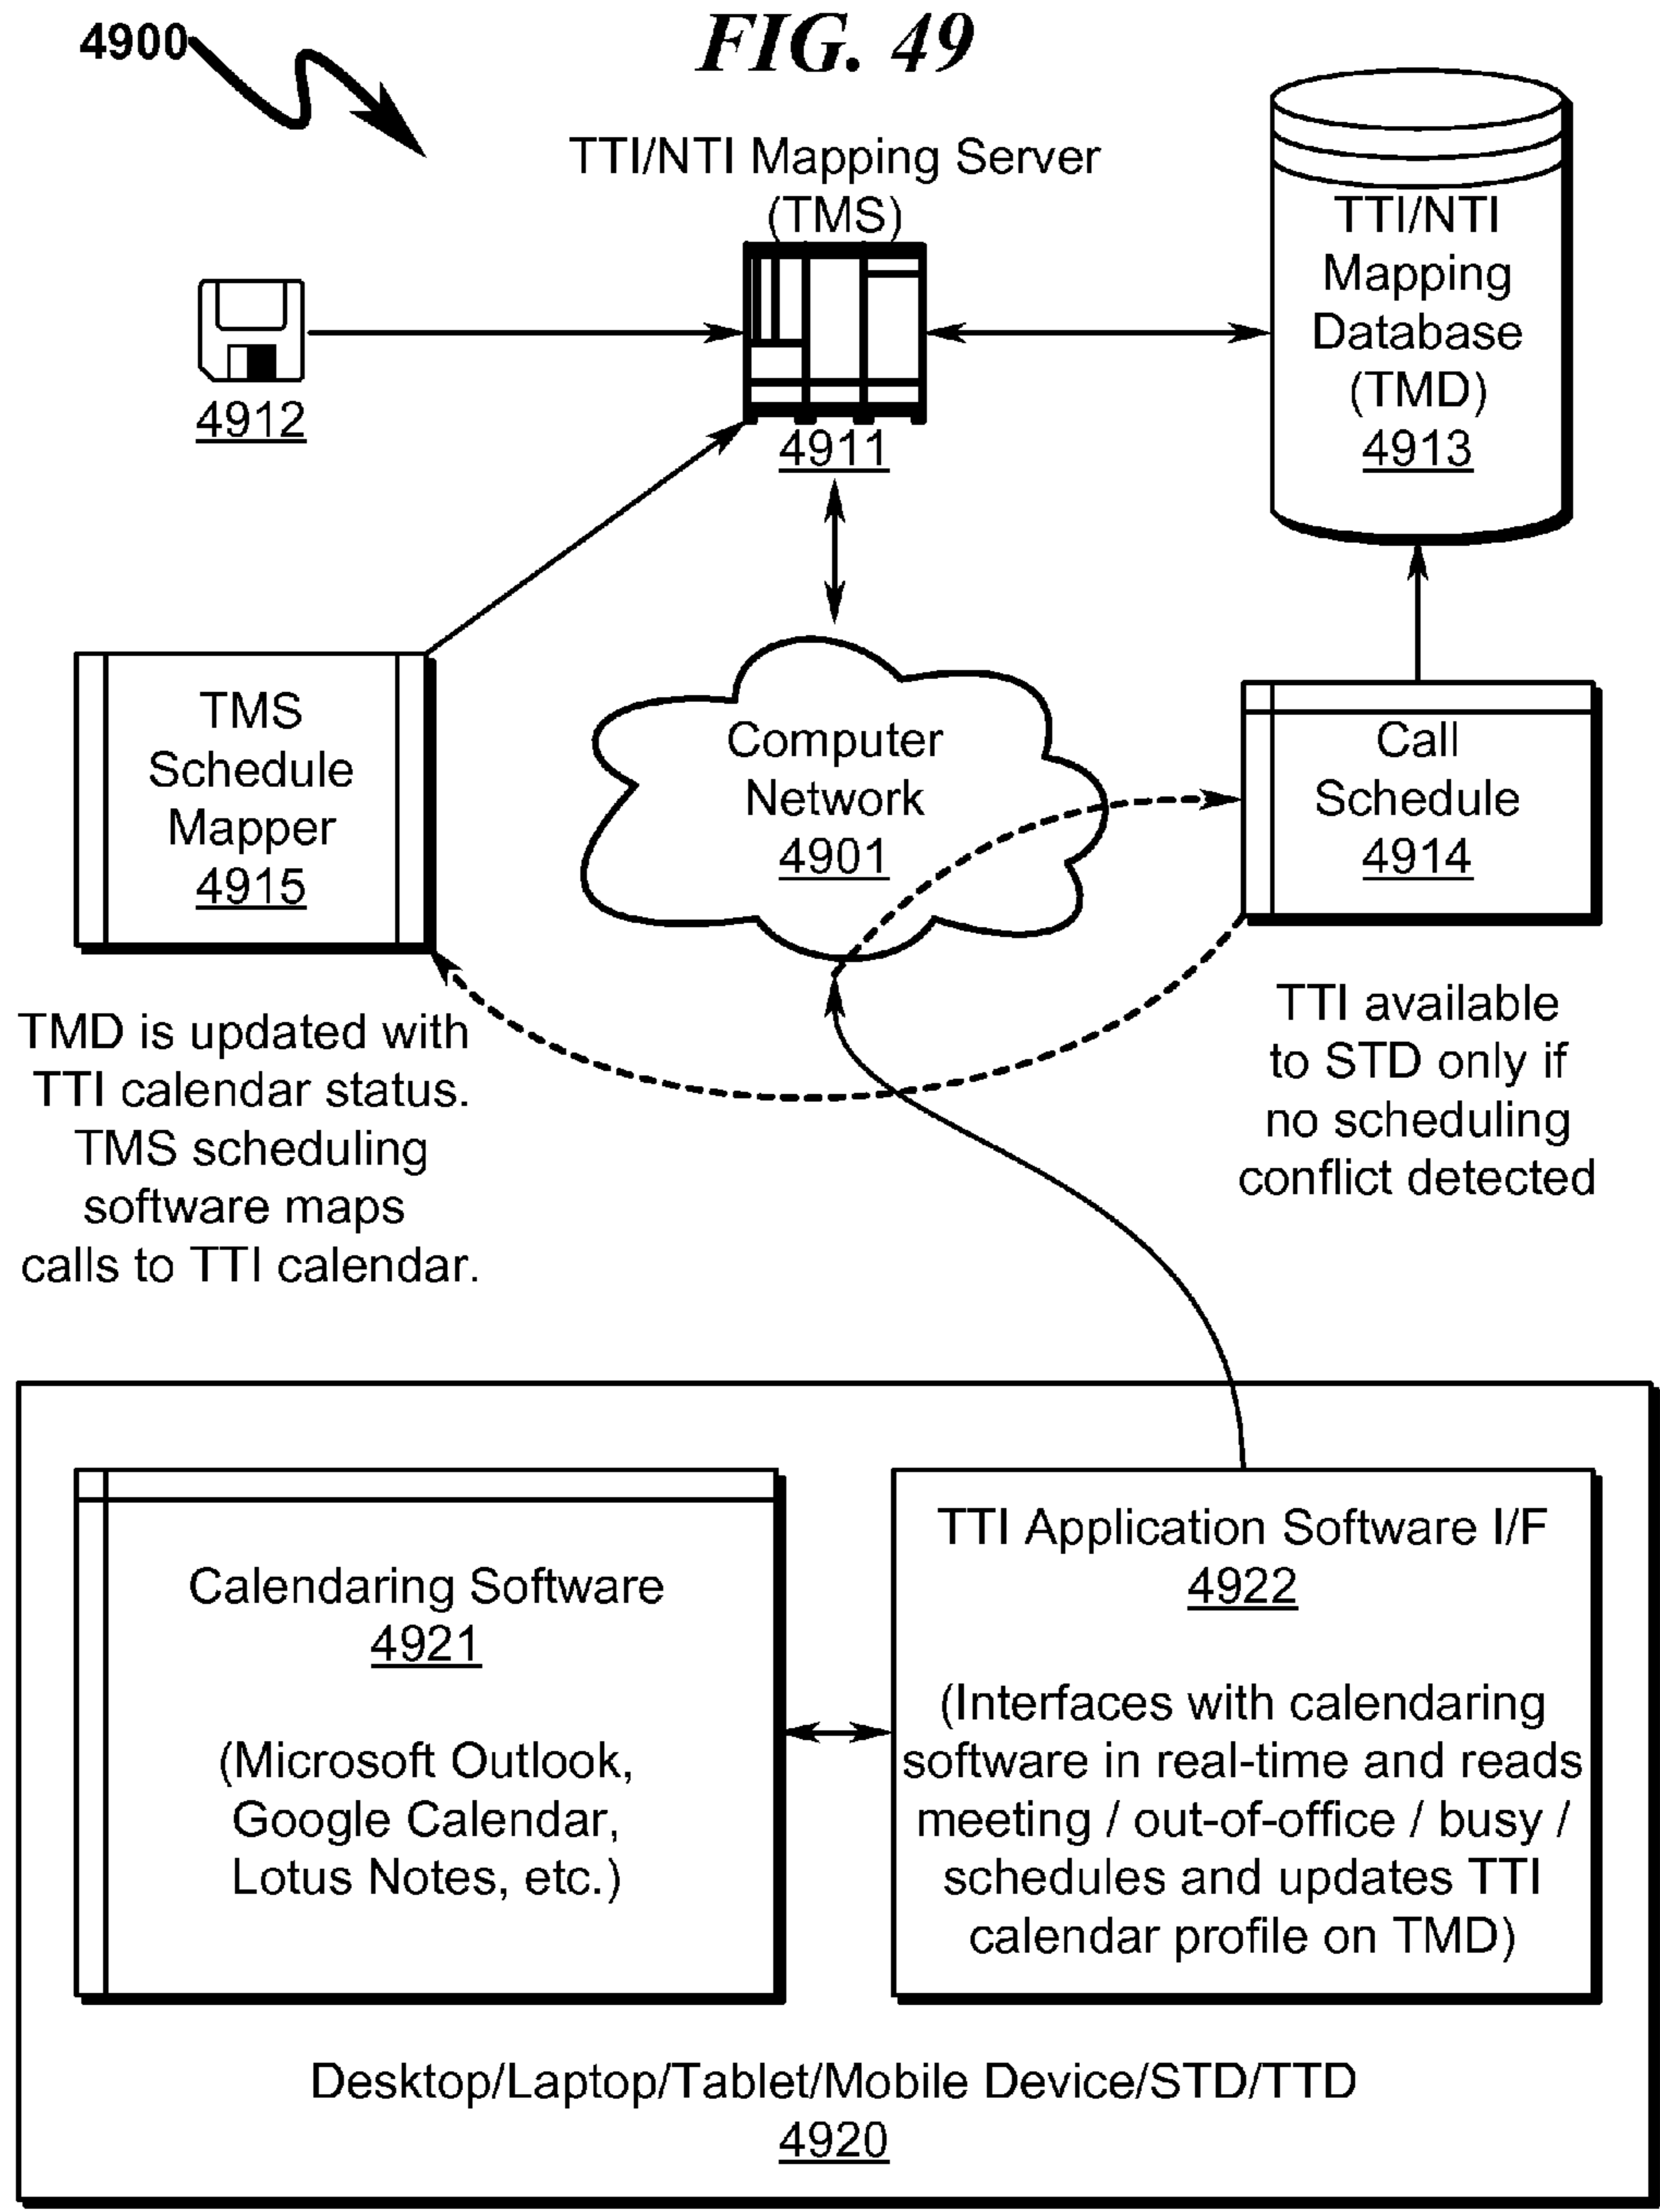 4900
FIG. 49
TTI/NTI Mapping Server
(TMS)
4911
4912
TTI/NTI
Mapping
Database
(TMD)
4913
TMS
Schedule
Mapper
4915
Computer
Network
4901
Call
Schedule
4914
TMD is updated with
TTI calendar status.
TMS scheduling
software maps
calls to TTI calendar.
TTI available
to STD only if
no scheduling
conflict detected
Calendaring Software
4921
(Microsoft Outlook,
Google Calendar,
Lotus Notes, etc.)
TTI Application Software I/F
4922
(Interfaces with calendaring
software in real-time and reads
meeting / out-of-office / busy /
schedules and updates TTI
calendar profile on TMD)
Desktop/Laptop/Tablet/Mobile Device/STD/TTD
4920